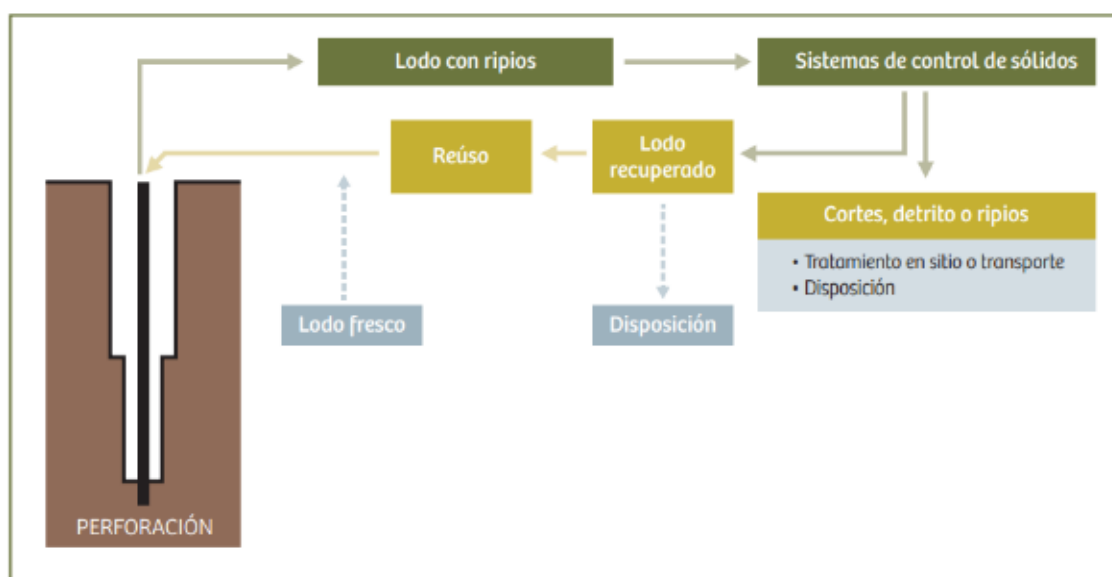 Lodo con ripios
Sistemas de control de sólidos
Reúso
Lodo
recuperado
Cortes, detrito o ripios
• Tratamiento en sitio o transporte
• Disposición
Lodo fresco
Disposición
PERFORACIÓN